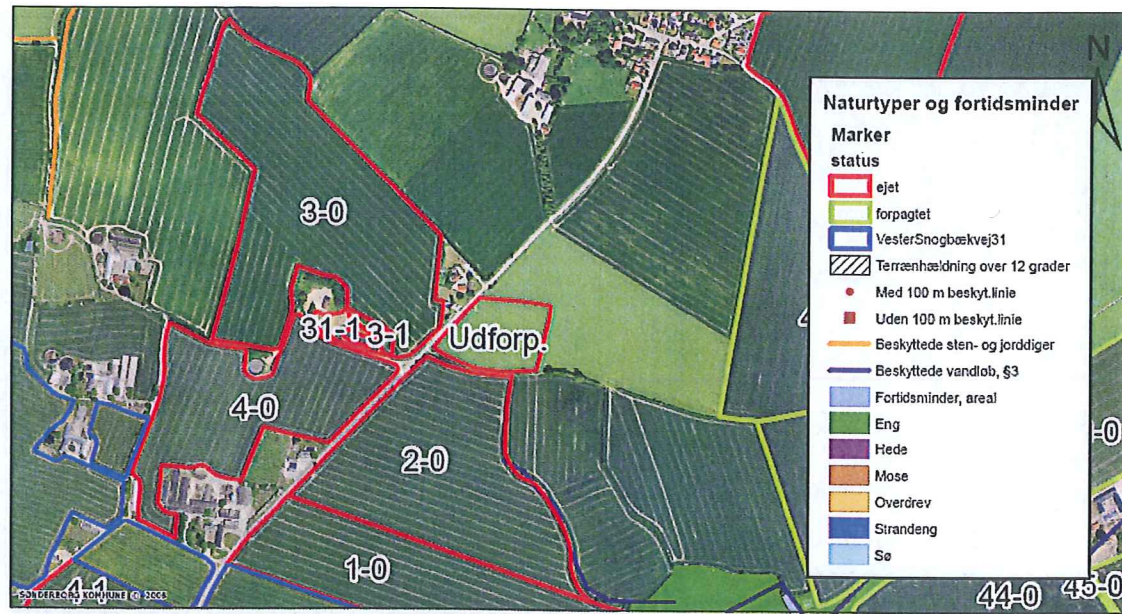 N
Naturtyper og fortidsminder
Marker
status
ejet
forpagtet
VesterSnogbækvej31
Terrænhældning over 12 grader
Med 100 m beskyt.linie
Uden 100 m beskyt.linie
Beskyttede sten- og jorddiger
Beskyttede vandløb, §3
Fortidsminder, areal
Eng
Hede
Mose
Overdrev
Strandeng
Sø
3-0
31-1
3-1
Udforp.
4-0
2-0
1-0
4-1
44-0
45-0
SØNDERBORG KOMMUNE © 2006